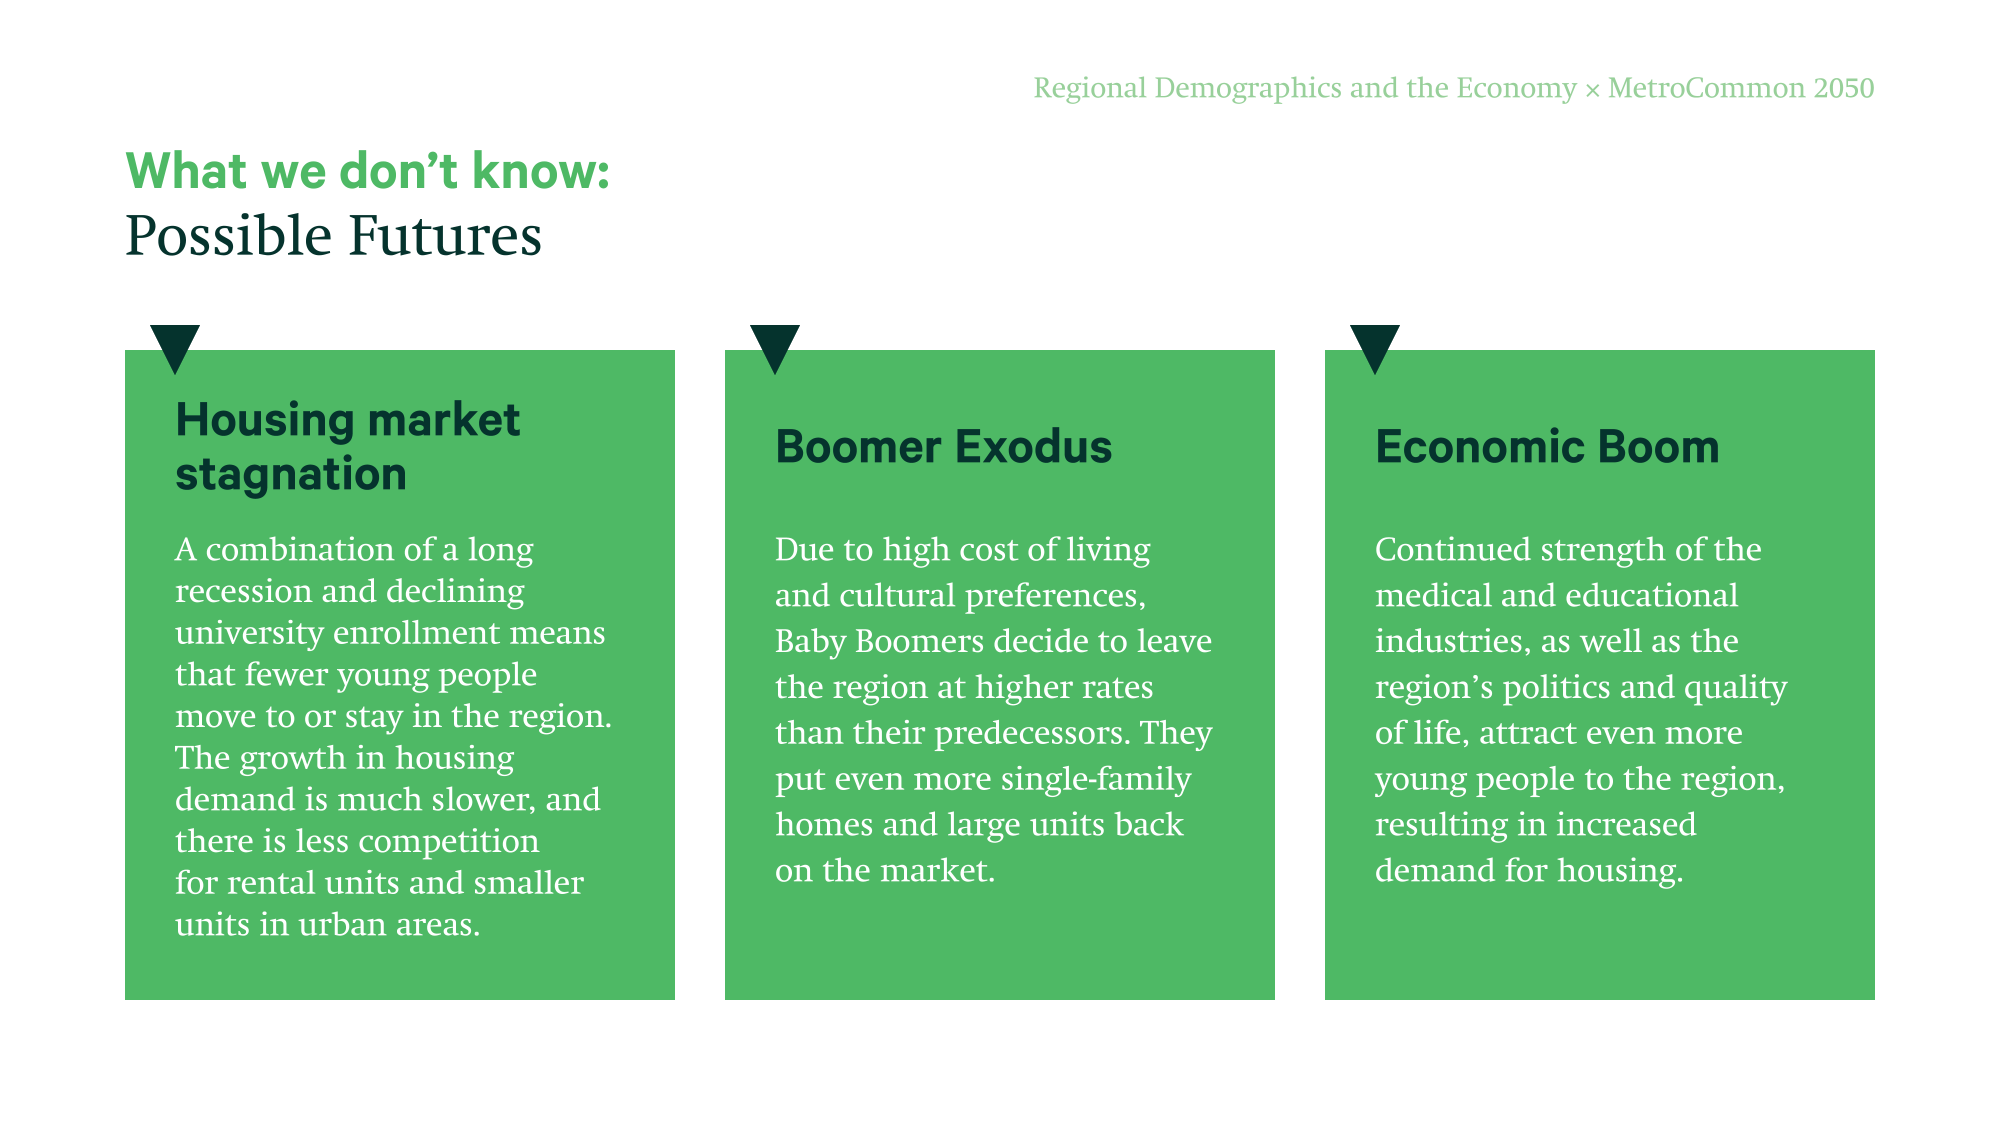 Regional Demographics and the Economy × MetroCommon 2050
What we don’t know:
Possible Futures
Housing market
stagnation
A combination of a long
recession and declining
university enrollment means
that fewer young people
move to or stay in the region.
The growth in housing
demand is much slower, and
there is less competition
for rental units and smaller
units in urban areas.
Boomer Exodus
Due to high cost of living
and cultural preferences,
Baby Boomers decide to leave
the region at higher rates
than their predecessors. They
put even more single-family
homes and large units back
on the market.
Economic Boom
Continued strength of the
medical and educational
industries, as well as the
region’s politics and quality
of life, attract even more
young people to the region,
resulting in increased
demand for housing.